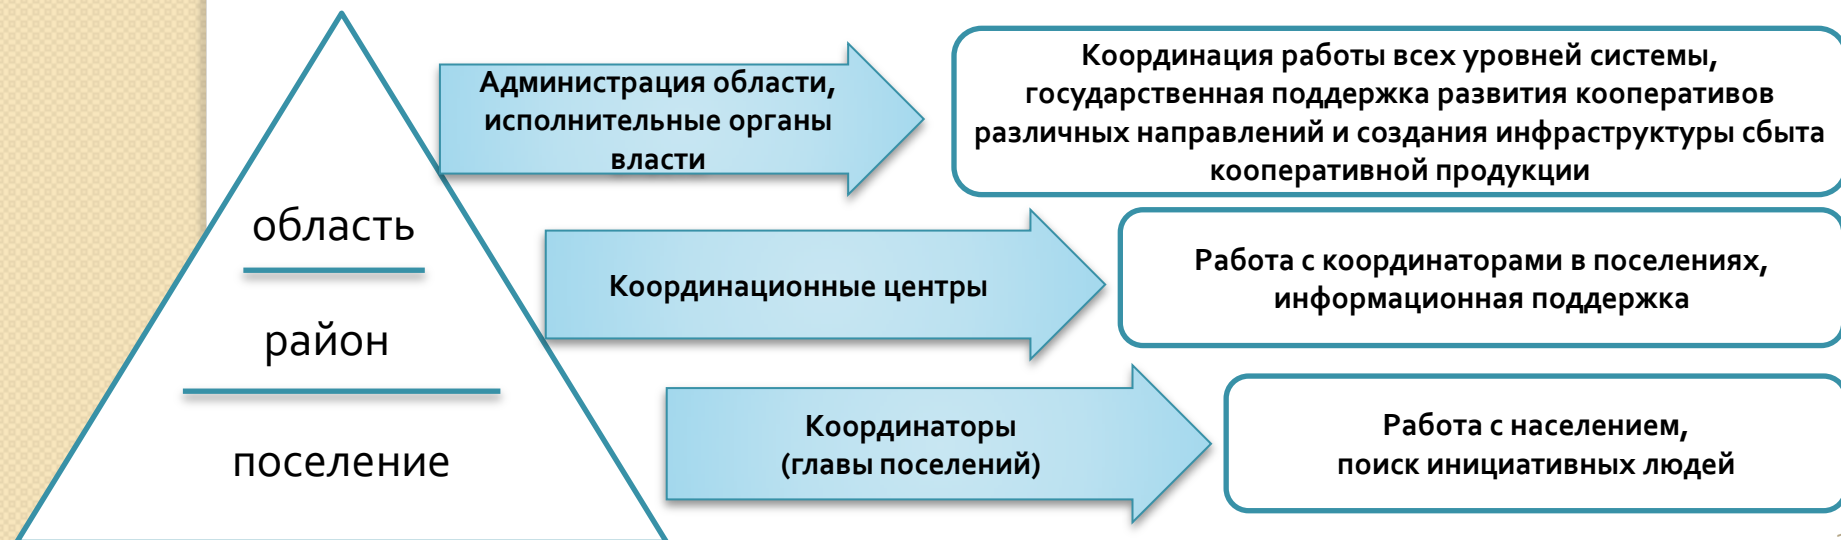 область
район
поселение
Администрация области,
исполнительные органы
власти
Координация работы всех уровней системы,
государственная поддержка развития кооперативов
различных направлений и создания инфраструктуры сбыта
кооперативной продукции
Координационные центры
Работа с координаторами в поселениях,
информационная поддержка
Координаторы
(главы поселений)
Работа с населением,
поиск инициативных людей